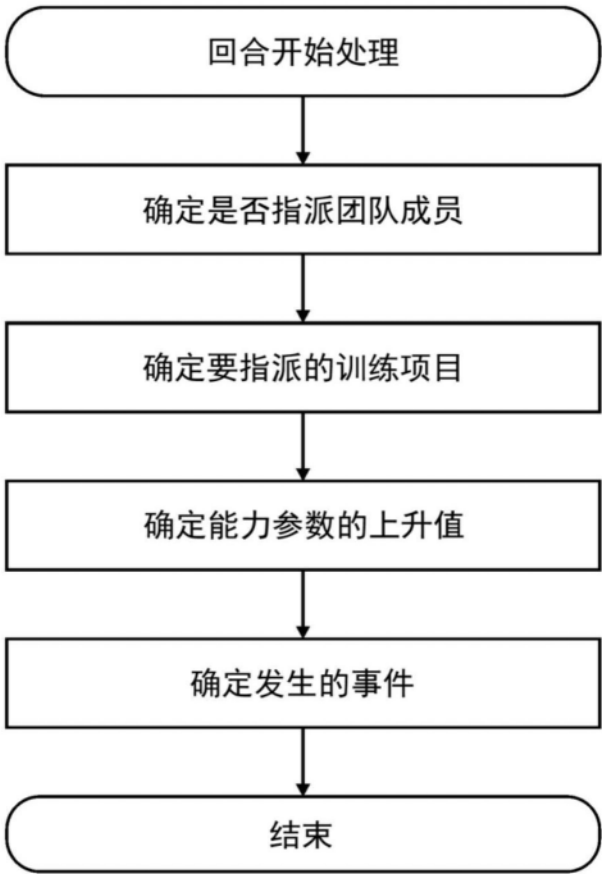 回合开始处理
确定是否指派团队成员
确定要指派的训练项目
确定能力参数的上升值
确定发生的事件
结束